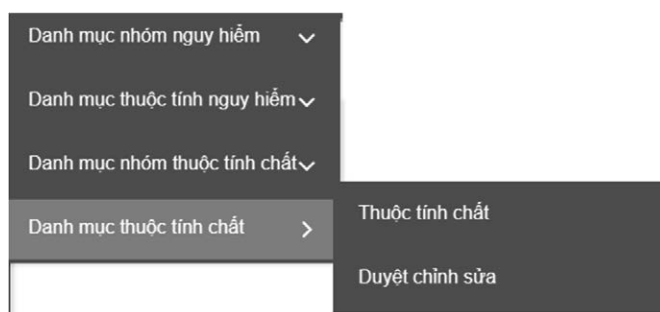 Danh mục nhóm nguy hiểm
Danh mục thuộc tính nguy hiểm
Danh mục nhóm thuộc tính chất
Danh mục thuộc tính chất
Thuộc tính chất
Duyệt chỉnh sửa